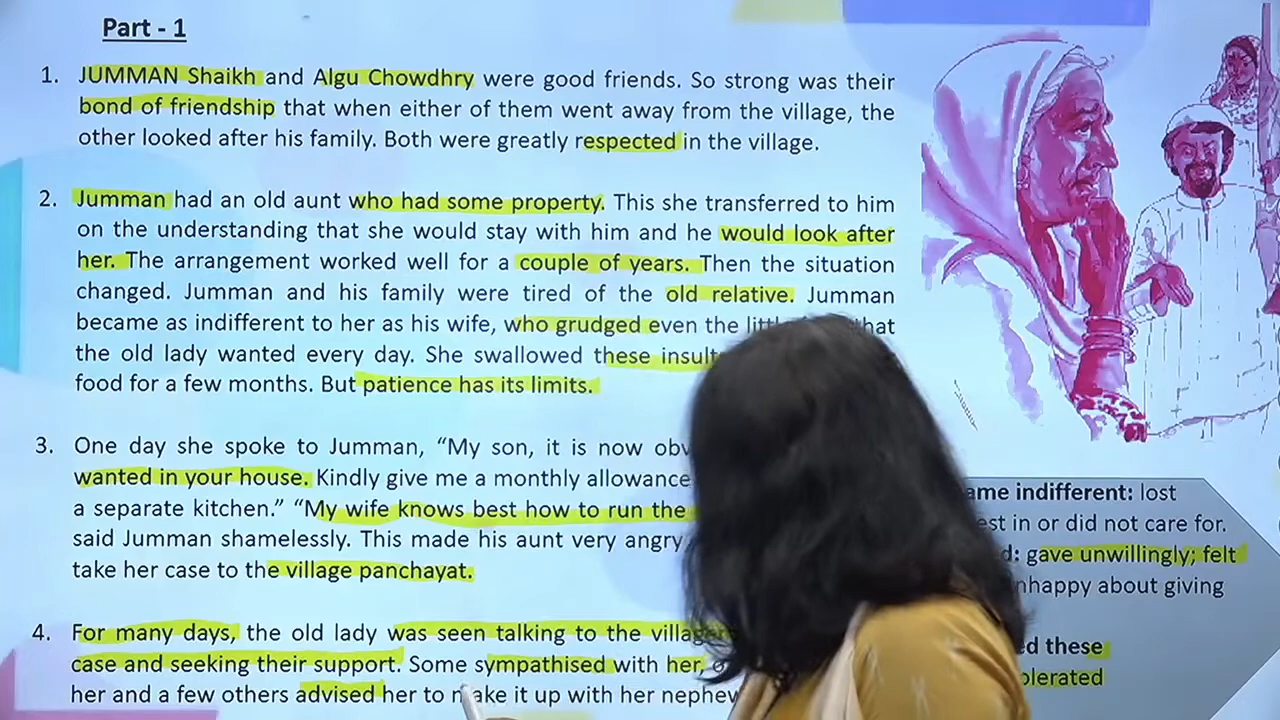 Part - 1
1. JUMMAN Shaikh and Algu Chowdhry were good friends. So strong was their
bond of friendship that when either of them went away from the village, the
other looked after his family. Both were greatly respected in the village.
2. Jumman had an old aunt who had some property. This she transferred to him
on the understanding that she would stay with him and he would look after
her. The arrangement worked well for a couple of years. Then the situation
changed. Jumman and his family were tired of the old relative. Jumman
became as indifferent to her as his wife, who grudged even the
the old lady wanted every day. She swallowed these
food for a few months. But patience has its limits.
3. One day she spoke to Jumman, “My son, it is now
wanted in your house. Kindly give me a monthly allowance
a separate kitchen.” “My wife knows best how to run the
said Jumman shamelessly. This made his aunt very angry
take her case to the village panchayat.
4. For many days, the old lady was seen talking to the
case and seeking their support. Some sympathised with her,
her and a few others advised her to make it up with her
indifferent: lost
in or did not care for.
gave unwillingly; felt
about giving
these